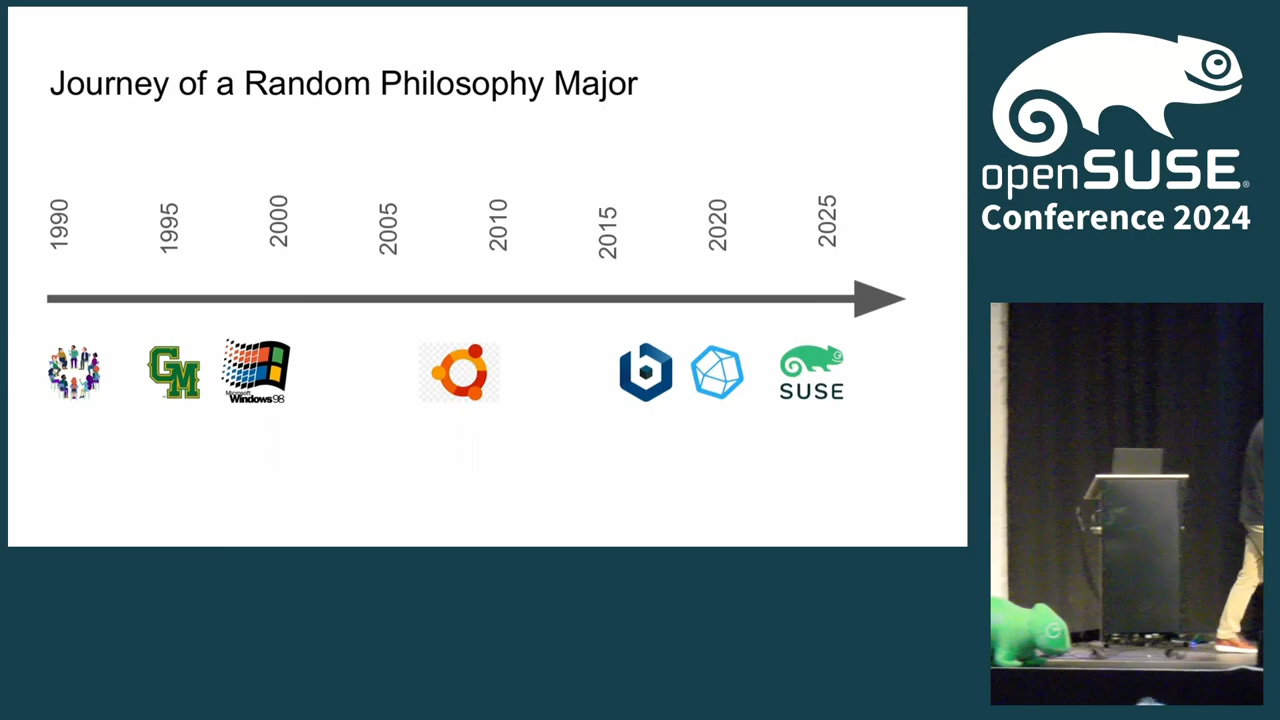 Journey of a Random Philosophy Major
1990
1995
2000
2005
2010
2015
2020
2025
GM
Microsoft
Windows98
b
SUSE
openSUSE®
Conference 2024